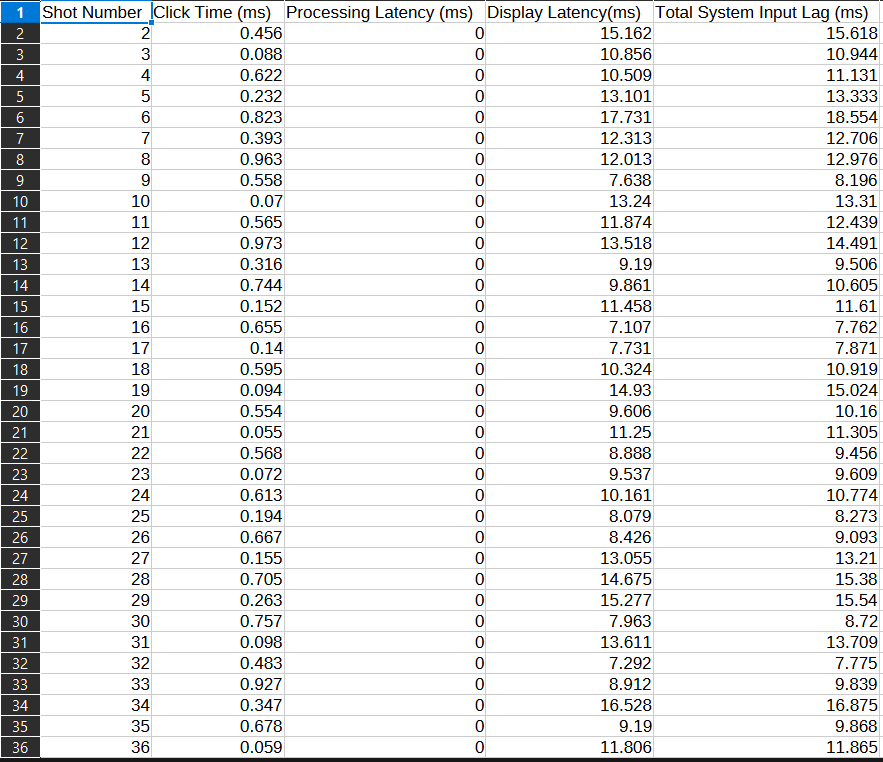 1 Shot Number Click Time (ms) Processing Latency (ms) Display Latency(ms) Total System Input Lag (ms)
2 2 0.456 0 15.162 15.618
3 3 0.088 0 10.856 10.944
4 4 0.622 0 10.509 11.131
5 5 0.232 0 13.101 13.333
6 6 0.823 0 17.731 18.554
7 7 0.393 0 12.313 12.706
8 8 0.963 0 12.013 12.976
9 9 0.558 0 7.638 8.196
10 10 0.07 0 13.24 13.31
11 11 0.565 0 11.874 12.439
12 12 0.973 0 13.518 14.491
13 13 0.316 0 9.19 9.506
14 14 0.744 0 9.861 10.605
15 15 0.152 0 11.458 11.61
16 16 0.655 0 7.107 7.762
17 17 0.14 0 7.731 7.871
18 18 0.595 0 10.324 10.919
19 19 0.094 0 14.93 15.024
20 20 0.554 0 9.606 10.16
21 21 0.055 0 11.25 11.305
22 22 0.568 0 8.888 9.456
23 23 0.072 0 9.537 9.609
24 24 0.613 0 10.161 10.774
25 25 0.194 0 8.079 8.273
26 26 0.667 0 8.426 9.093
27 27 0.155 0 13.055 13.21
28 28 0.705 0 14.675 15.38
29 29 0.263 0 15.277 15.54
30 30 0.757 0 7.963 8.72
31 31 0.098 0 13.611 13.709
32 32 0.483 0 7.292 7.775
33 33 0.927 0 8.912 9.839
34 34 0.347 0 16.528 16.875
35 35 0.678 0 9.19 9.868
36 36 0.059 0 11.806 11.865